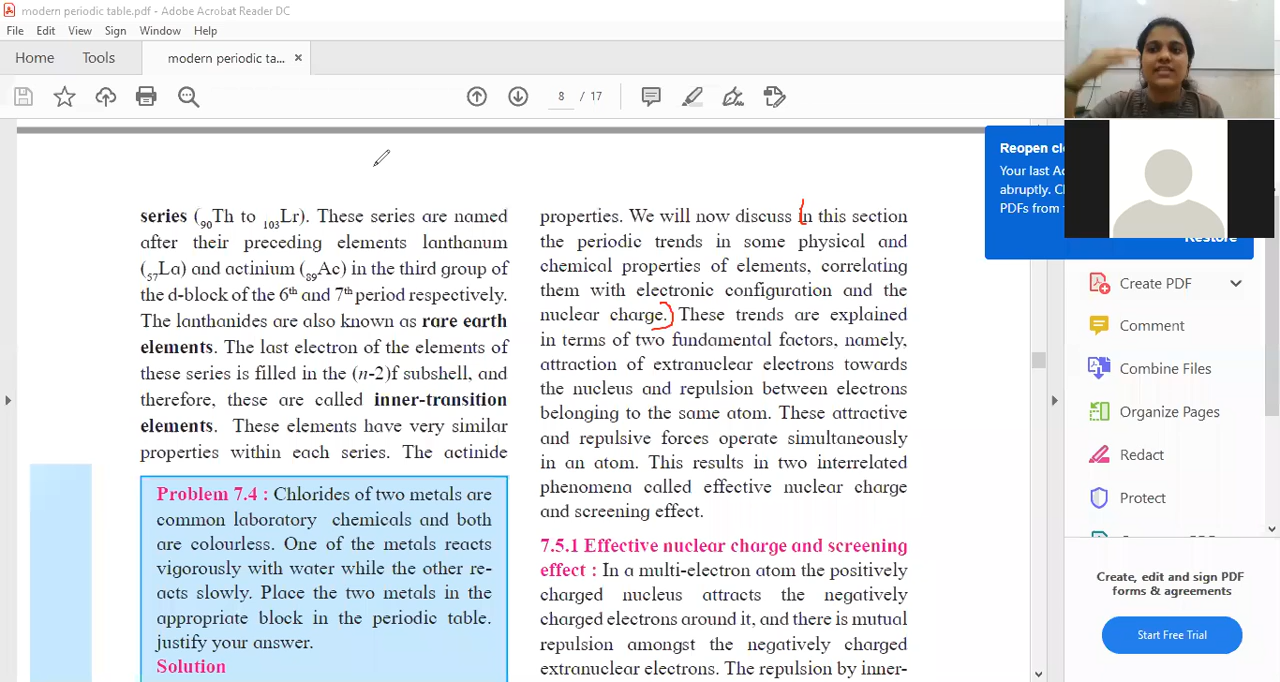 modern periodic table.pdf - Adobe Acrobat Reader DC
File Edit View Sign Window Help
Home Tools modern periodic ta... ×
8 / 17
series (90Th to 103Lr). These series are named
after their preceding elements lanthanum
(57La) and actinium (89Ac) in the third group of
the d-block of the 6th and 7th period respectively.
The lanthanides are also known as rare earth
elements. The last electron of the elements of
these series is filled in the (n-2)f subshell, and
therefore, these are called inner-transition
elements. These elements have very similar
properties within each series. The actinide
Problem 7.4 : Chlorides of two metals are
common laboratory chemicals and both
are colourless. One of the metals reacts
vigorously with water while the other re-
acts slowly. Place the two metals in the
appropriate block in the periodic table.
justify your answer.
Solution
properties. We will now discuss in this section
the periodic trends in some physical and
chemical properties of elements, correlating
them with electronic configuration and the
nuclear charge. These trends are explained
in terms of two fundamental factors, namely,
attraction of extranuclear electrons towards
the nucleus and repulsion between electrons
belonging to the same atom. These attractive
and repulsive forces operate simultaneously
in an atom. This results in two interrelated
phenomena called effective nuclear charge
and screening effect.
7.5.1 Effective nuclear charge and screening
effect : In a multi-electron atom the positively
charged nucleus attracts the negatively
charged electrons around it, and there is mutual
repulsion amongst the negatively charged
extranuclear electrons. The repulsion by inner-
Reopen cl
Your last Ac
abruptly. Cl
PDFs from
Restore
Create PDF
Comment
Combine Files
Organize Pages
Redact
Protect
Create, edit and sign PDF
forms & agreements
Start Free Trial